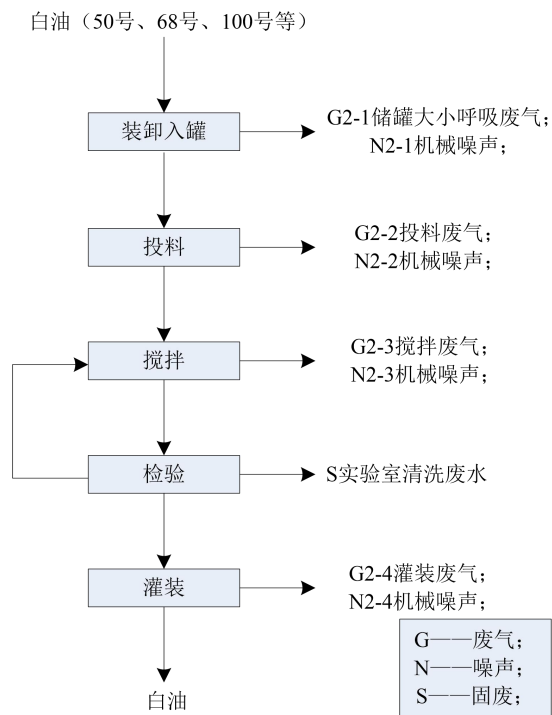 白油（50号、68号、100号等）
装卸入罐
G2-1储罐大小呼吸废气；
N2-1机械噪声；
投料
G2-2投料废气；
N2-2机械噪声；
搅拌
G2-3搅拌废气；
N2-3机械噪声；
检验
S实验室清洗废水
灌装
G2-4灌装废气；
N2-4机械噪声；
白油
G——废气；
N——噪声；
S——固废；